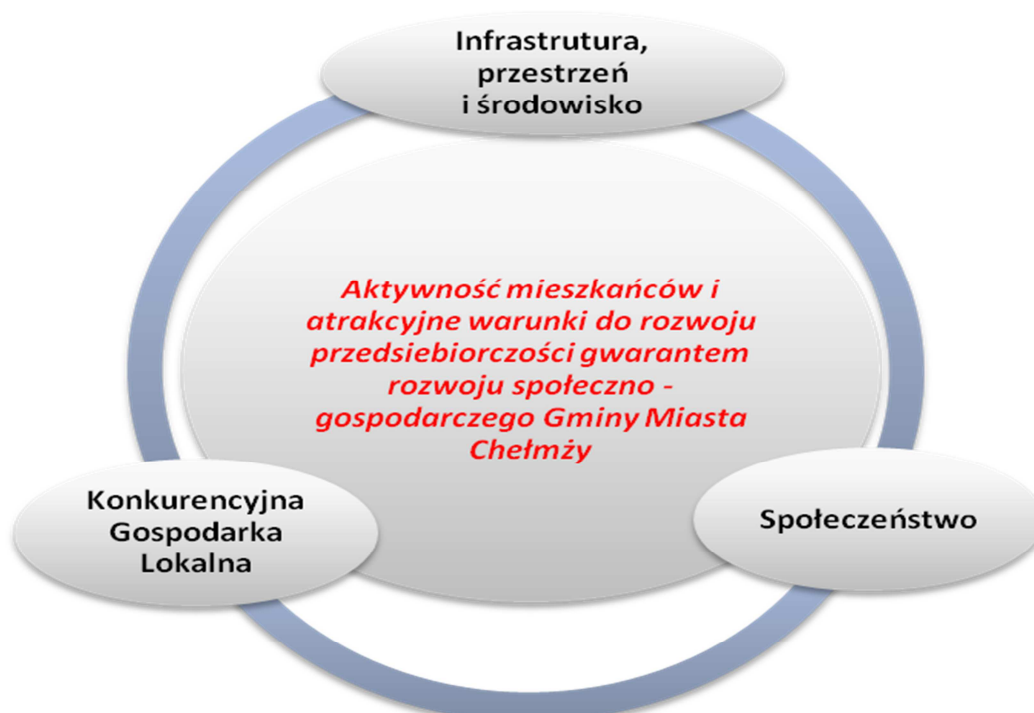 Infrastrutura,
przestrzeń
i środowisko
Aktywność mieszkańców i
atrakcyjne warunki do rozwoju
przedsiebiorczości gwarantem
rozwoju społeczno -
gospodarczego Gminy Miasta
Chełmży
Konkurencyjna
Gospodarka
Lokalna
Społeczeństwo